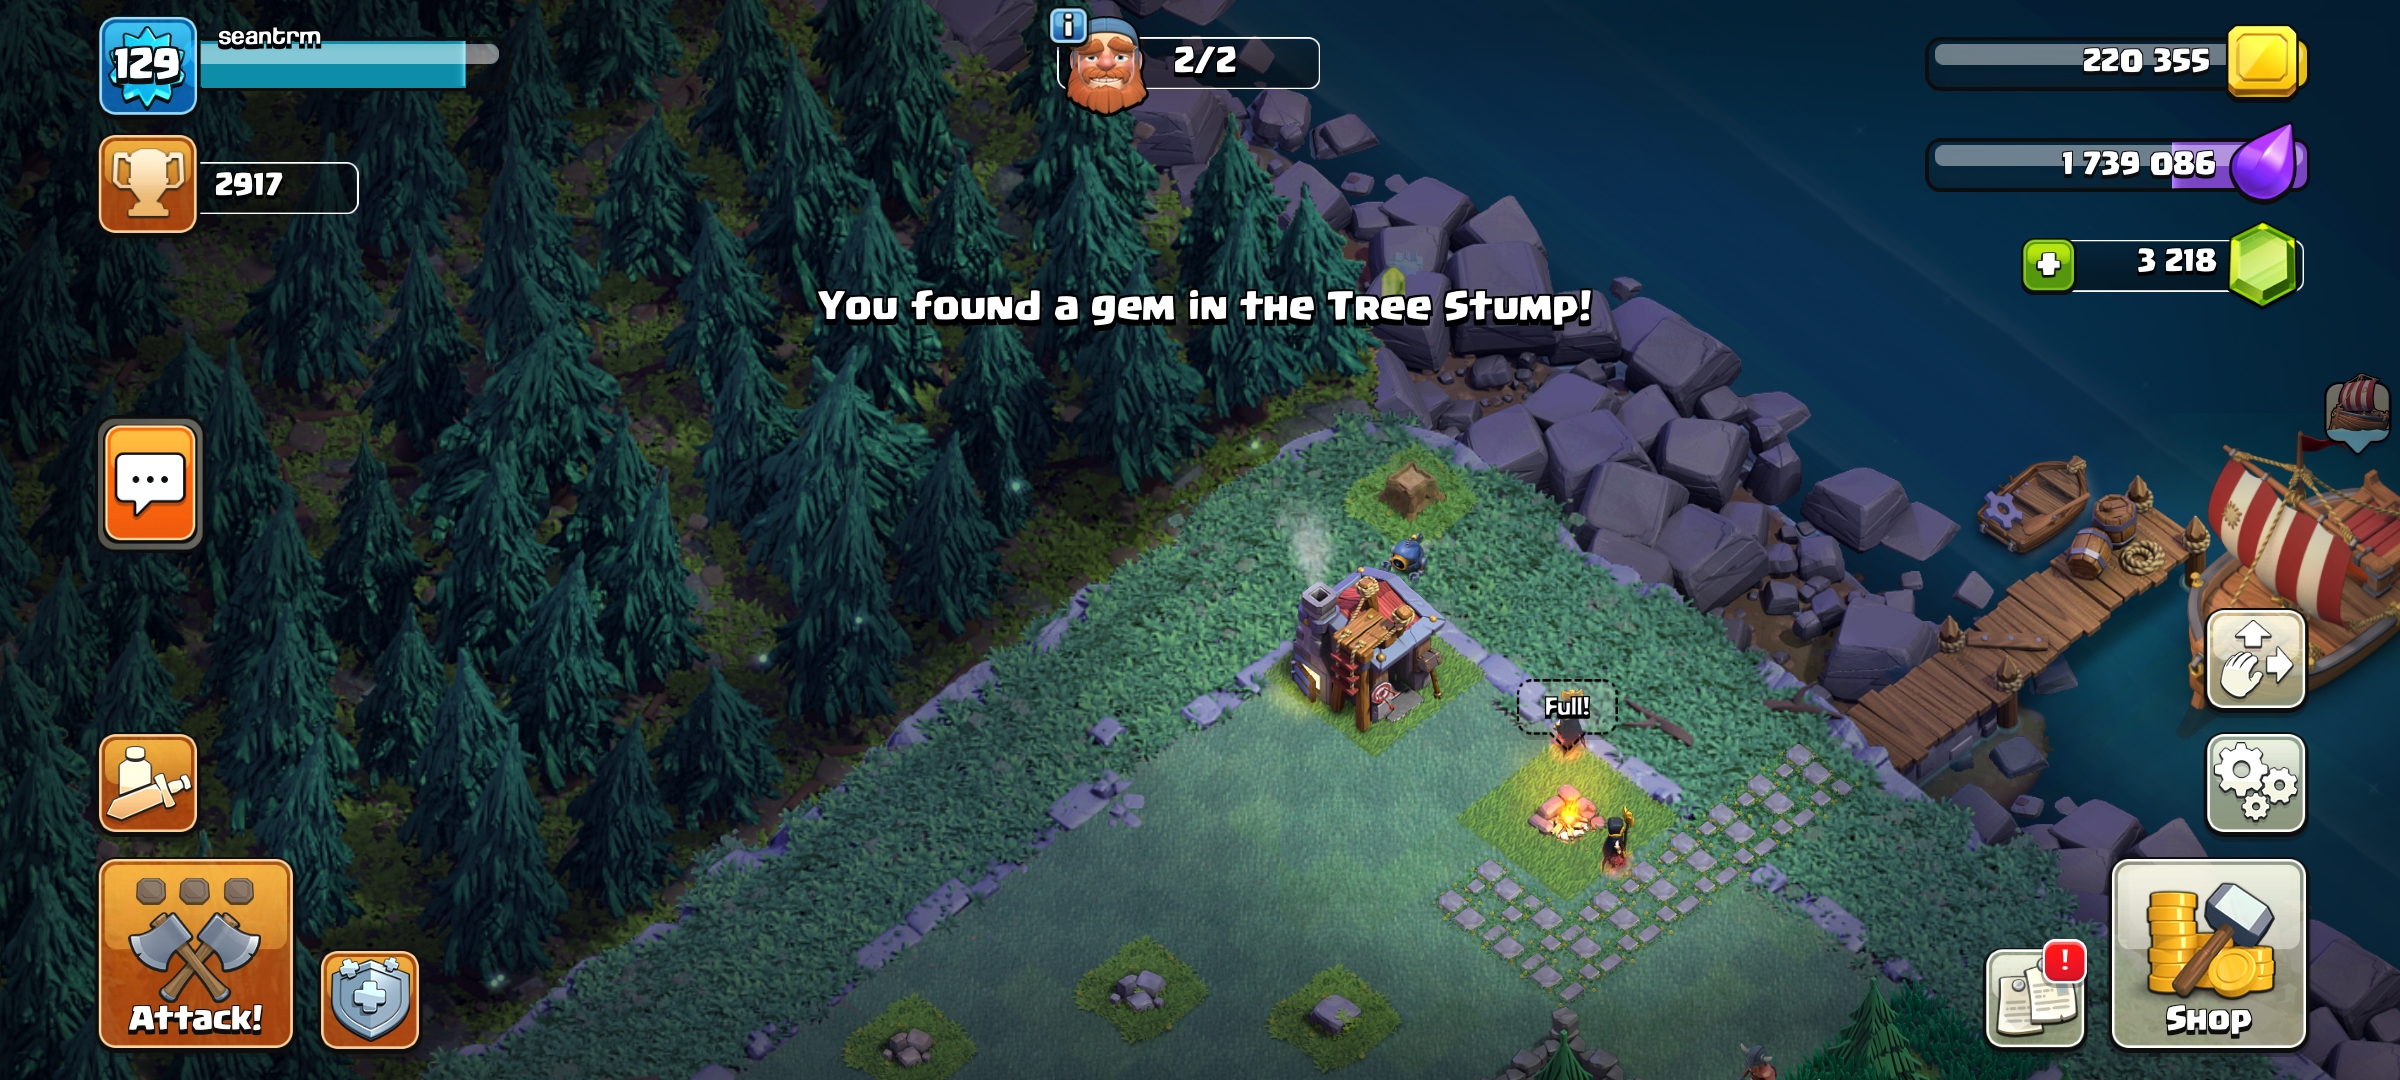 129
seantrm
i
2/2
220 355
2917
1 739 086
3 218
You found a gem in the Tree Stump!
Full!
Attack!
!
Shop